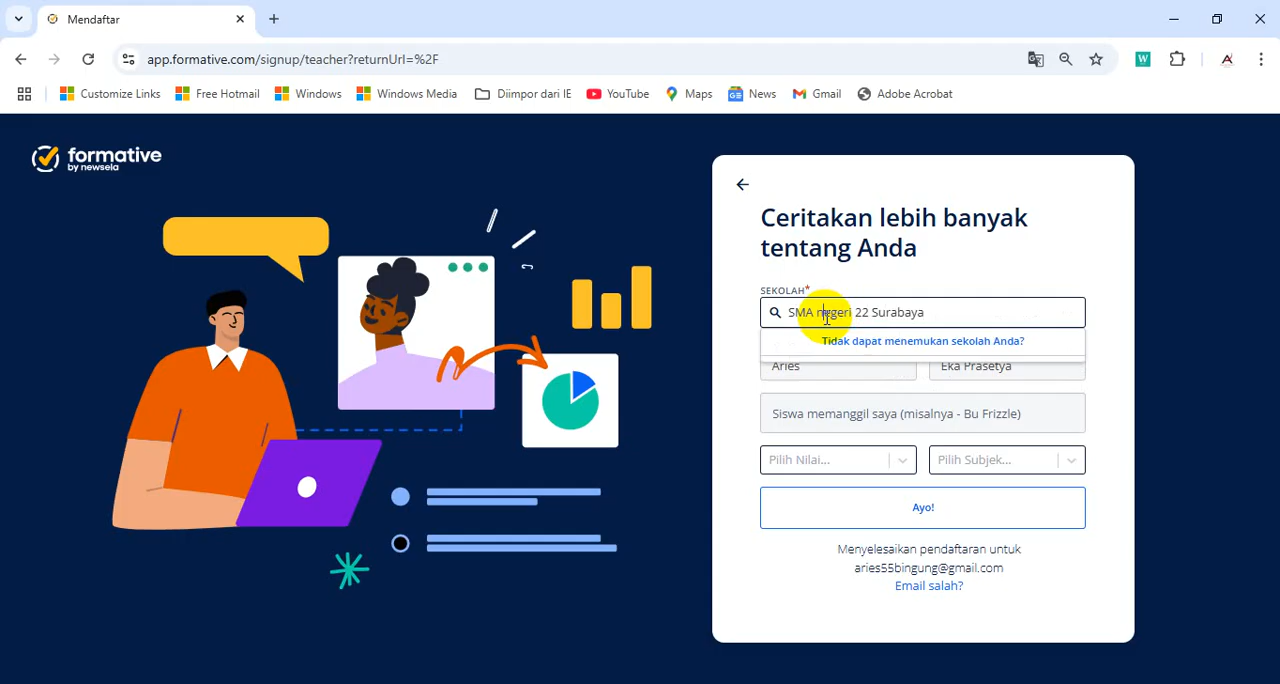 Mendaftar
app.formative.com/signup/teacher?returnUrl=%2F
Customize Links
Free Hotmail
Windows
Windows Media
Diimpor dari IE
YouTube
Maps
News
Gmail
Adobe Acrobat
formative
by newsela
Ceritakan lebih banyak
tentang Anda
SEKOLAH*
SMA negeri 22 Surabaya
Tidak dapat menemukan sekolah Anda?
Aries
Eka Prasetya
Siswa memanggil saya (misalnya - Bu Frizzle)
Pilih Nilai...
Pilih Subjek...
Ayo!
Menyelesaikan pendaftaran untuk
aries55bingung@gmail.com
Email salah?